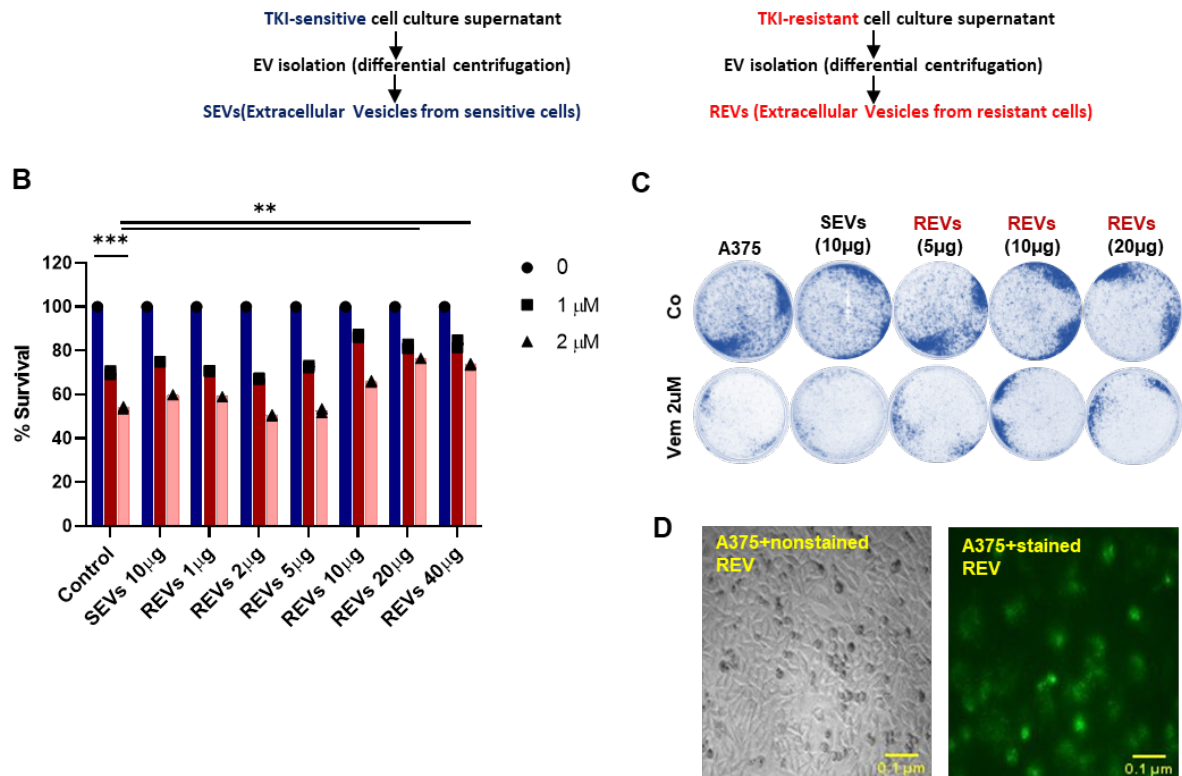 TKI-sensitive cell culture supernatant
EV isolation (differential centrifugation)
SEVs(Extracellular Vesicles from sensitive cells)
TKI-resistant cell culture supernatant
EV isolation (differential centrifugation)
REVs (Extracellular Vesicles from resistant cells)
B
**
***
% Survival
120
100
80
60
40
20
0
0
1 μM
2 μM
Control
SEVs 10μg
REVs 1μg
REVs 2μg
REVs 5μg
REVs 10μg
REVs 20μg
REVs 40μg
C
A375
SEVs
(10μg)
REVs
(5μg)
REVs
(10μg)
REVs
(20μg)
Co
Vem 2uM
D
A375+nonstained
REV
0.1 μm
A375+stained
REV
0.1 μm